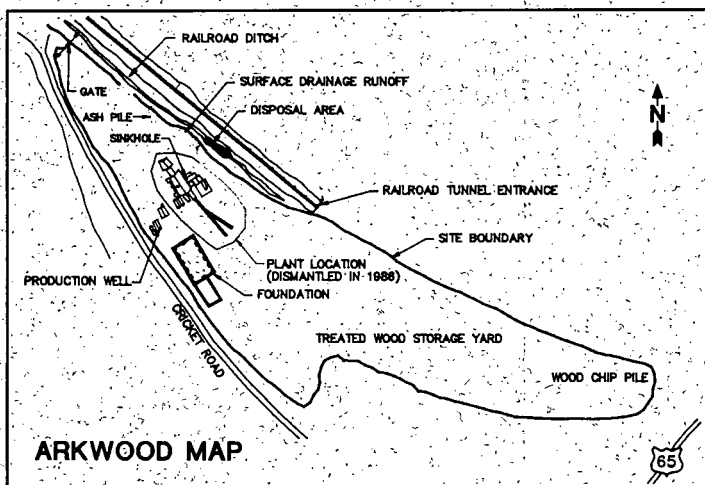 RAILROAD DITCH
SURFACE DRAINAGE RUNOFF
GATE
DISPOSAL AREA
ASH PILE
N
SINKHOLE
RAILROAD TUNNEL ENTRANCE
SITE BOUNDARY
PLANT LOCATION
(DISMANTLED IN 1986)
PRODUCTION WELL
FOUNDATION
CRICKET ROAD
TREATED WOOD STORAGE YARD
WOOD CHIP PILE
ARKWOOD MAP
65